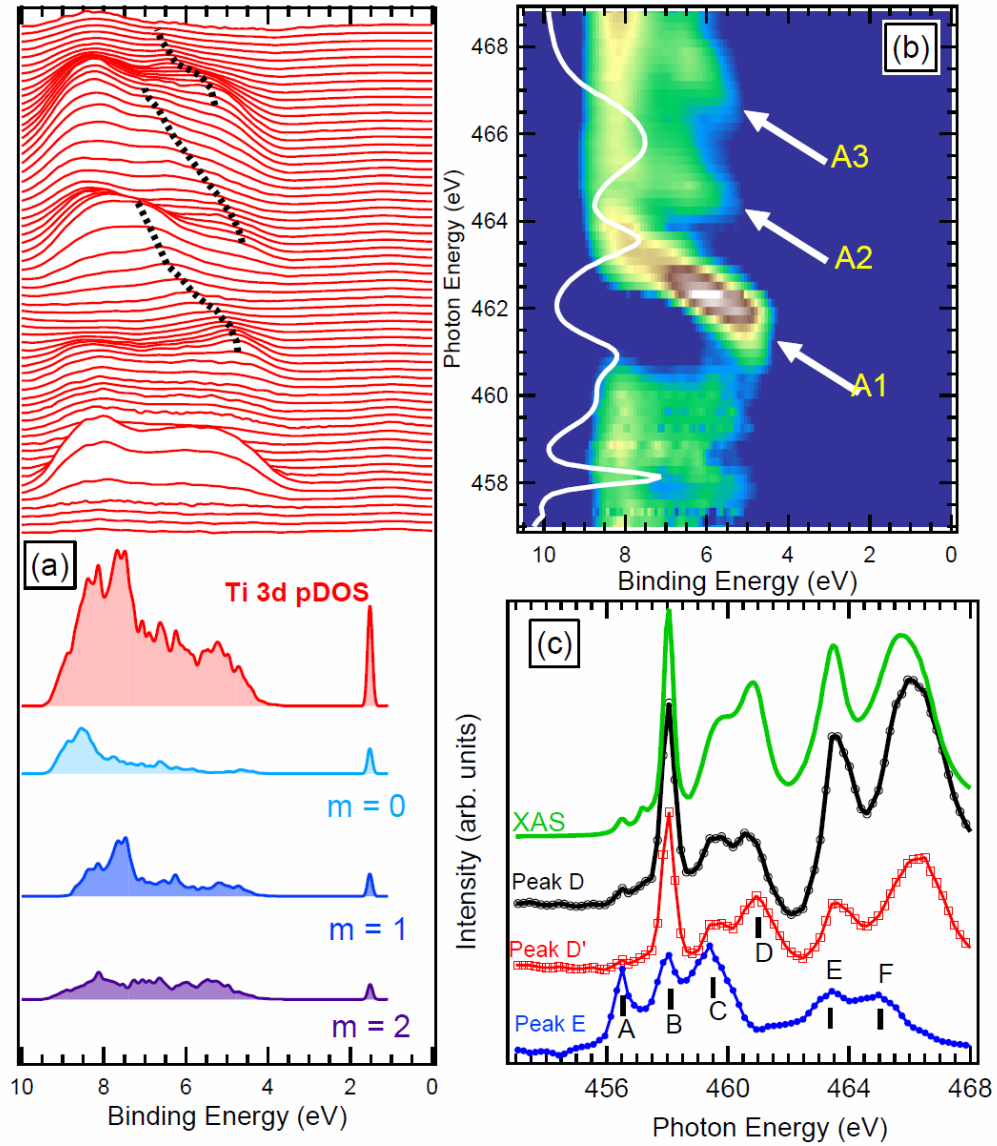 (a)
Ti 3d pDOS
m = 0
m = 1
m = 2
10 8 6 4 2 0
Binding Energy (eV)
(b)
468
466
464
462
460
458
Photon Energy (eV)
A3
A2
A1
10 8 6 4 2 0
Binding Energy (eV)
(c)
Intensity (arb. units)
XAS
Peak D
Peak D'
Peak E
A B C D E F
456 460 464 468
Photon Energy (eV)